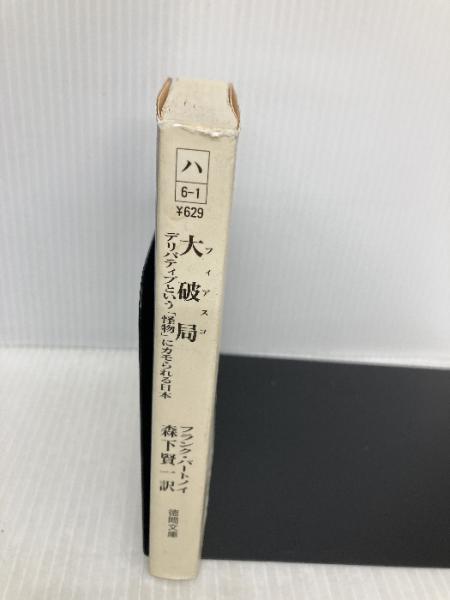 ハ
6-1
¥629
大破局
フィアスコ
デリバティブという「怪物」にカモられる日本
フランク・パートノイ
森下賢一訳
徳間文庫